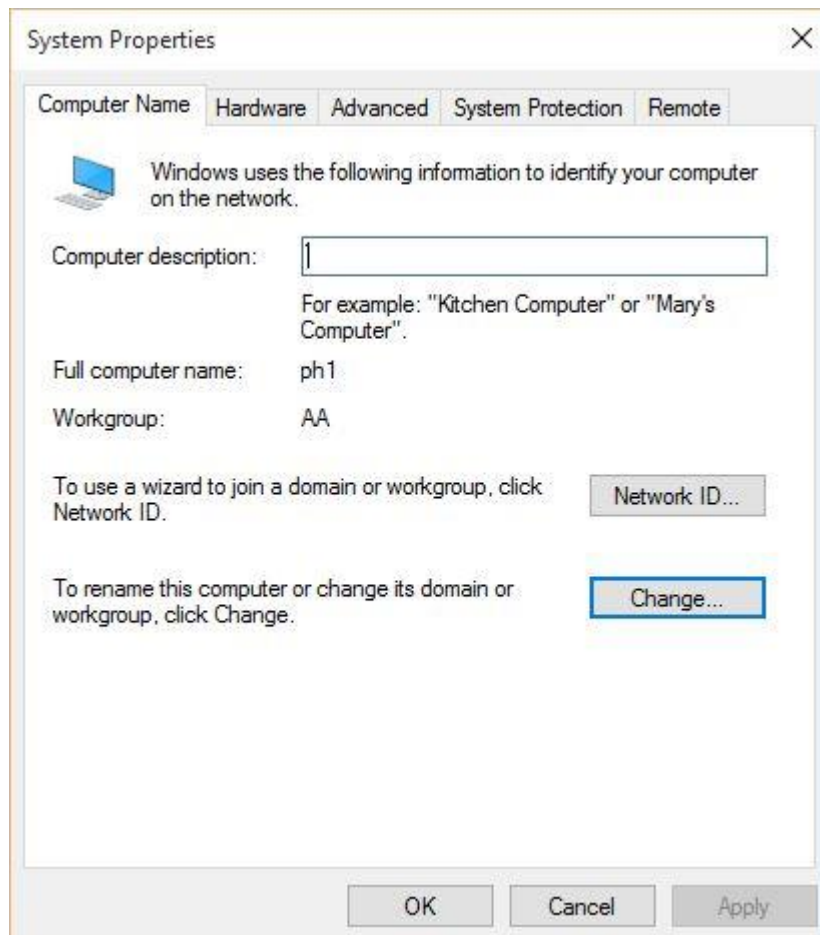 System Properties
Computer Name Hardware Advanced System Protection Remote
Windows uses the following information to identify your computer
on the network.
Computer description:
For example: "Kitchen Computer" or "Mary's
Computer".
Full computer name: ph1
Workgroup: AA
To use a wizard to join a domain or workgroup, click
Network ID.
Network ID...
To rename this computer or change its domain or
workgroup, click Change.
Change...
OK Cancel Apply